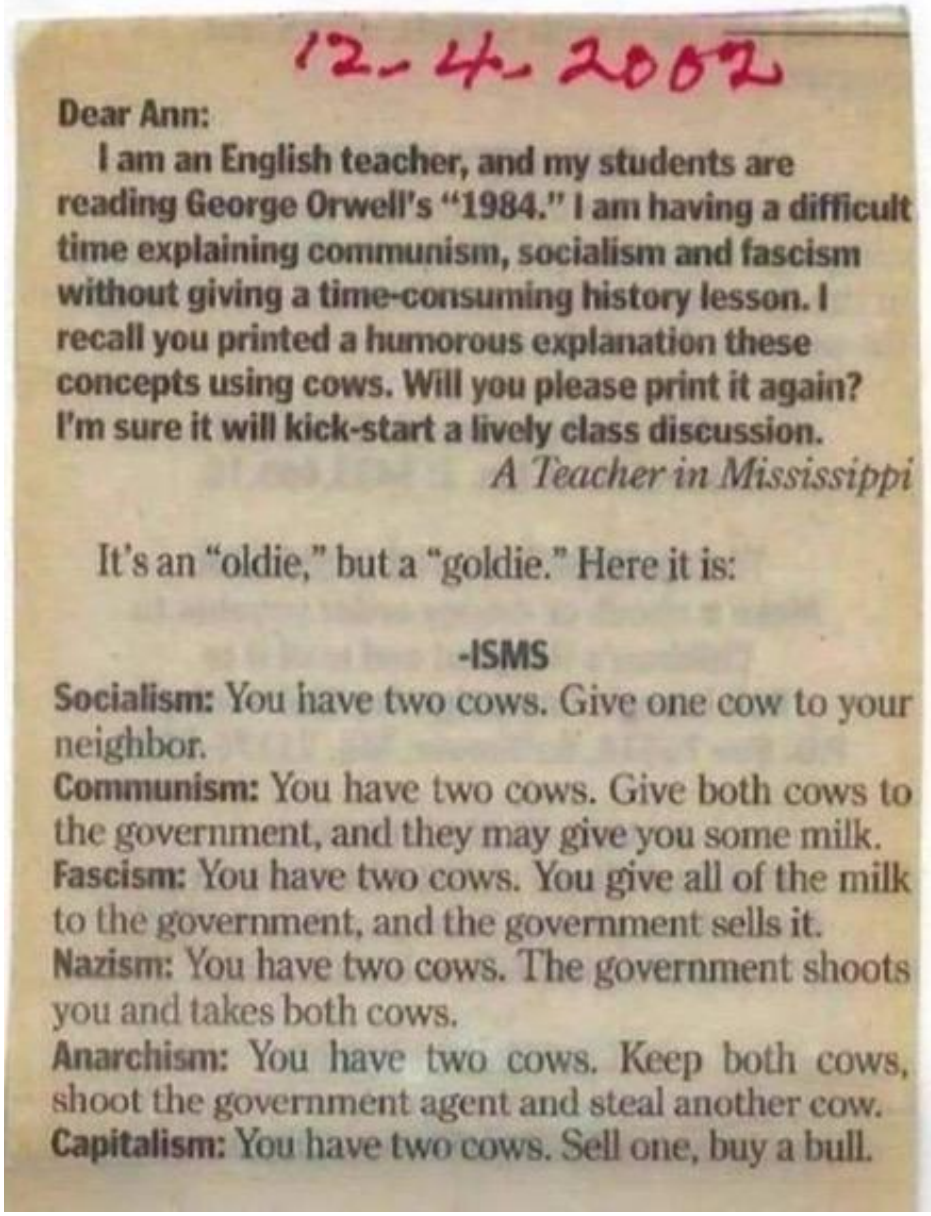 12-4-2002
Dear Ann:
I am an English teacher, and my students are
reading George Orwell's “1984.” I am having a difficult
time explaining communism, socialism and fascism
without giving a time-consuming history lesson. I
recall you printed a humorous explanation these
concepts using cows. Will you please print it again?
I'm sure it will kick-start a lively class discussion.
A Teacher in Mississippi
It's an “oldie,” but a “goldie.” Here it is:
-ISMS
Socialism: You have two cows. Give one cow to your
neighbor.
Communism: You have two cows. Give both cows to
the government, and they may give you some milk.
Fascism: You have two cows. You give all of the milk
to the government, and the government sells it.
Nazism: You have two cows. The government shoots
you and takes both cows.
Anarchism: You have two cows. Keep both cows,
shoot the government agent and steal another cow.
Capitalism: You have two cows. Sell one, buy a bull.